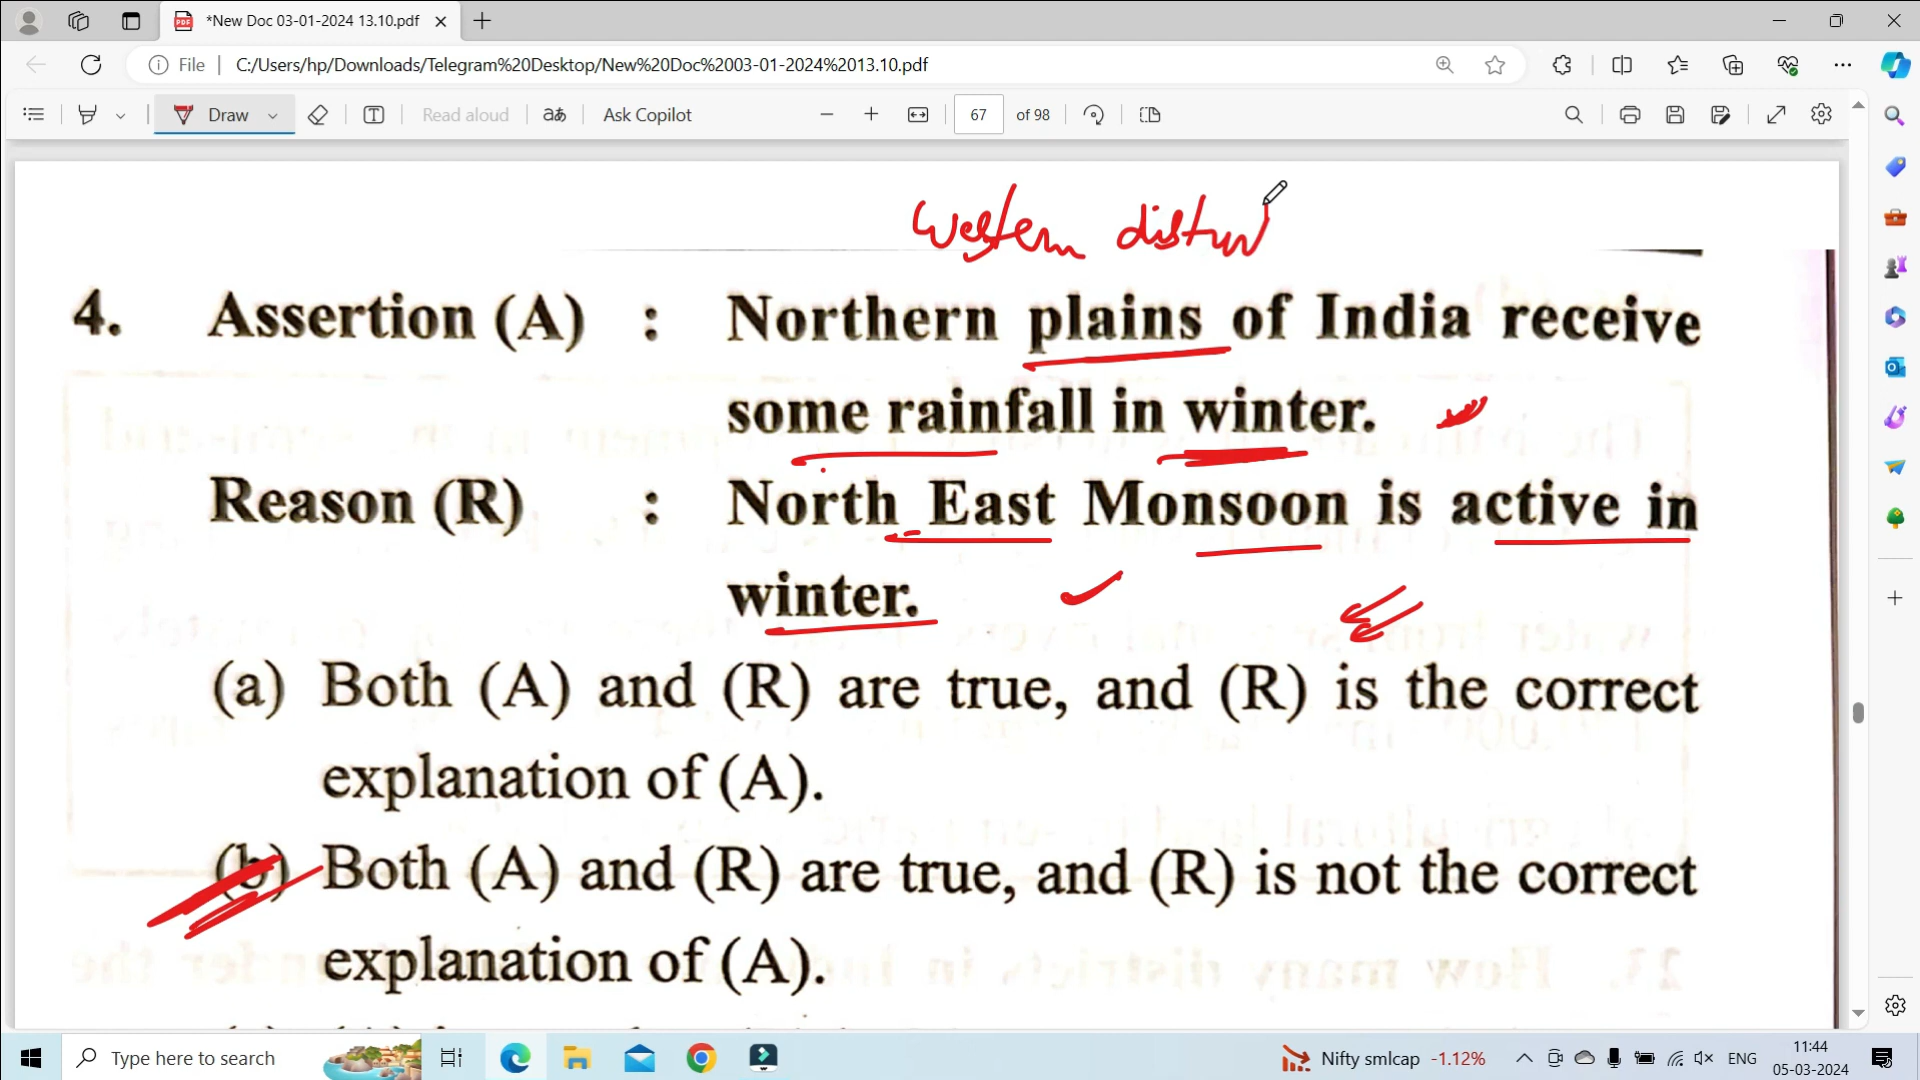 *New Doc 03-01-2024 13.10.pdf
File C:/Users/hp/Downloads/Telegram%20Desktop/New%20Doc%2003-01-2024%2013.10.pdf
Draw Read aloud aあ Ask Copilot 67 of 98
Western distur
4. Assertion (A) : Northern plains of India receive
some rainfall in winter.
Reason (R) : North East Monsoon is active in
winter.
(a) Both (A) and (R) are true, and (R) is the correct
explanation of (A).
(b) Both (A) and (R) are true, and (R) is not the correct
explanation of (A).
Type here to search
Nifty smlcap -1.12%
ENG
11:44
05-03-2024